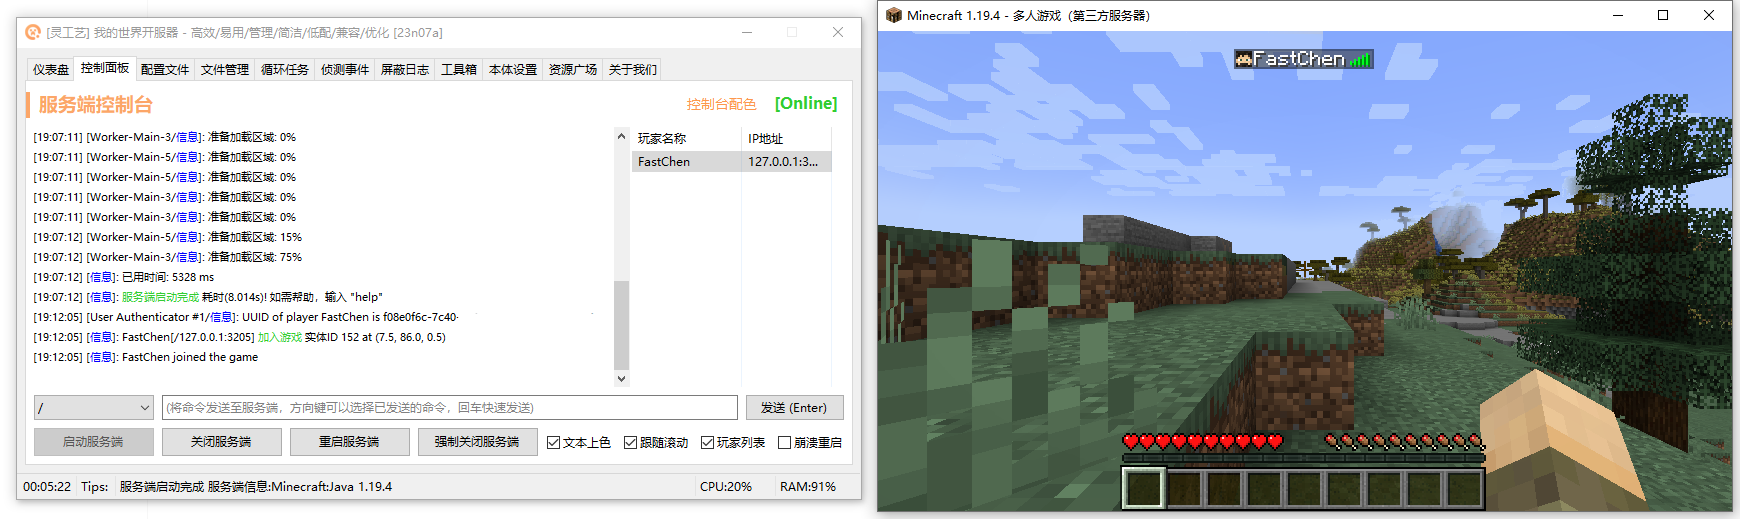 [灵工艺] 我的世界开服器 - 高效/易用/管理/简洁/低配/兼容/优化 [23n07a]
仪表盘 控制面板 配置文件 文件管理 循环任务 侦测事件 屏蔽日志 工具箱 本体设置 资源广场 关于我们
服务端控制台 控制台配色 [Online]
[19:07:11] [Worker-Main-3/信息]: 准备加载区域: 0%
[19:07:11] [Worker-Main-5/信息]: 准备加载区域: 0%
[19:07:11] [Worker-Main-5/信息]: 准备加载区域: 0%
[19:07:11] [Worker-Main-3/信息]: 准备加载区域: 0%
[19:07:11] [Worker-Main-3/信息]: 准备加载区域: 0%
[19:07:12] [Worker-Main-5/信息]: 准备加载区域: 15%
[19:07:12] [Worker-Main-3/信息]: 准备加载区域: 75%
[19:07:12] [信息]: 已用时间: 5328 ms
[19:07:12] [信息]: 服务端启动完成 耗时(8.014s)! 如需帮助，输入 "help"
[19:12:05] [User Authenticator #1/信息]: UUID of player FastChen is f08e0f6c-7c40-
[19:12:05] [信息]: FastChen[/127.0.0.1:3205] 加入游戏 实体ID 152 at (7.5, 86.0, 0.5)
[19:12:05] [信息]: FastChen joined the game
玩家名称 IP地址
FastChen 127.0.0.1:3...
/ (将命令发送至服务端，方向键可以选择已发送的命令，回车快速发送) 发送 (Enter)
启动服务端 关闭服务端 重启服务端 强制关闭服务端 文本上色 跟随滚动 玩家列表 崩溃重启
00:05:22 Tips: 服务端启动完成 服务端信息:Minecraft:Java 1.19.4 CPU:20% RAM:91%
Minecraft 1.19.4 - 多人游戏（第三方服务器）
FastChen